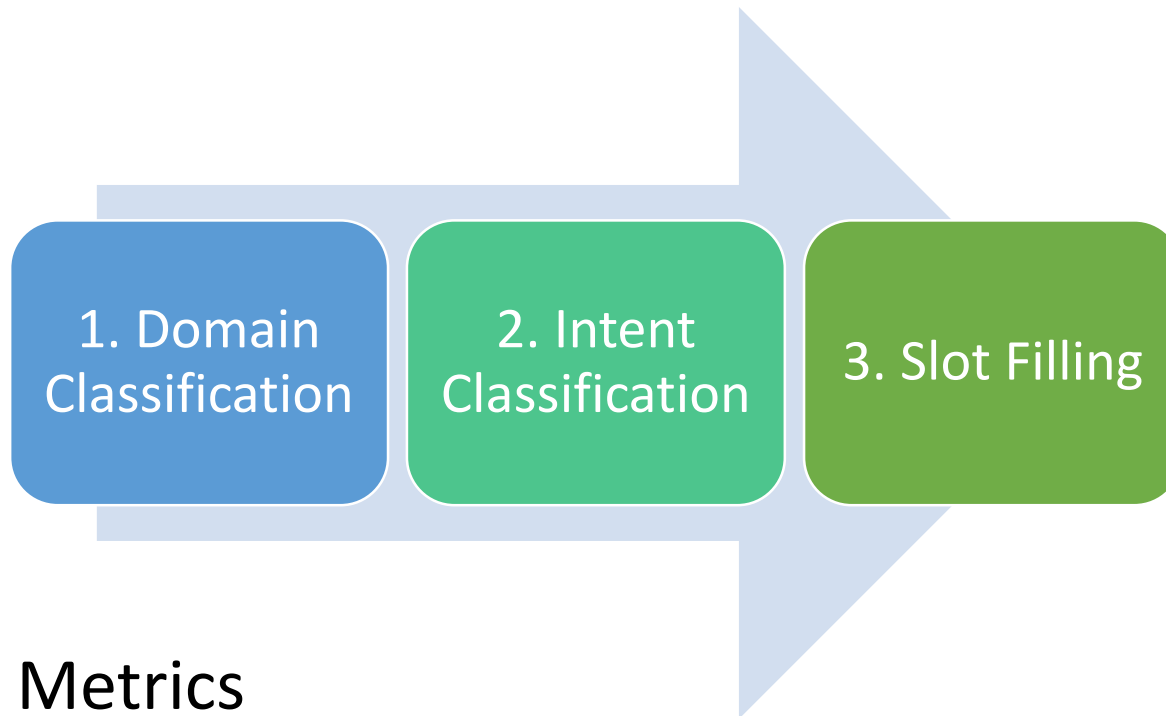 1. Domain
Classification
2. Intent
Classification
3. Slot Filling
Metrics